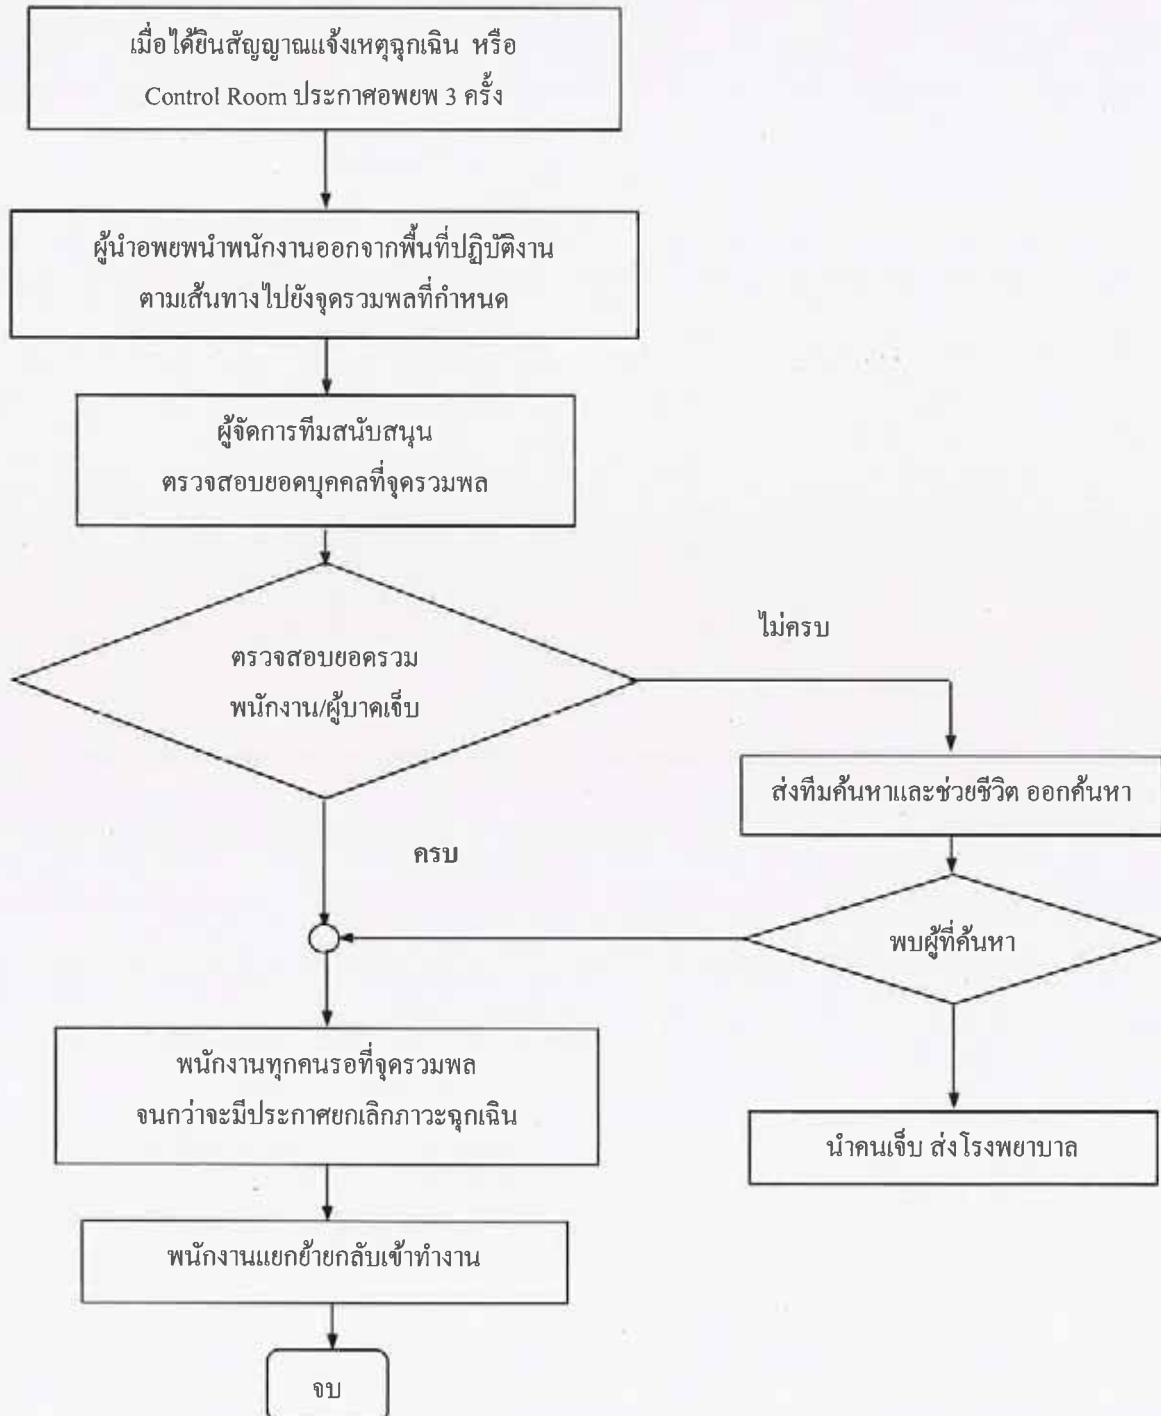 เมื่อได้ยินสัญญาณแจ้งเหตุฉุกเฉิน หรือ
Control Room ประกาศอพยพ 3 ครั้ง
ผู้นำอพยพนำพนักงานออกจากพื้นที่ปฏิบัติงาน
ตามเส้นทางไปยังจุดรวมพลที่กำหนด
ผู้จัดการทีมสนับสนุน
ตรวจสอบยอดบุคคลที่จุดรวมพล
ไม่ครบ
ตรวจสอบยอดรวม
พนักงาน/ผู้บาดเจ็บ
ส่งทีมค้นหาและช่วยชีวิต ออกค้นหา
ครบ
พบผู้ที่ค้นหา
พนักงานทุกคนรอที่จุดรวมพล
จนกว่าจะมีประกาศยกเลิกภาวะฉุกเฉิน
นำคนเจ็บ ส่งโรงพยาบาล
พนักงานแยกย้ายกลับเข้าทำงาน
จบ